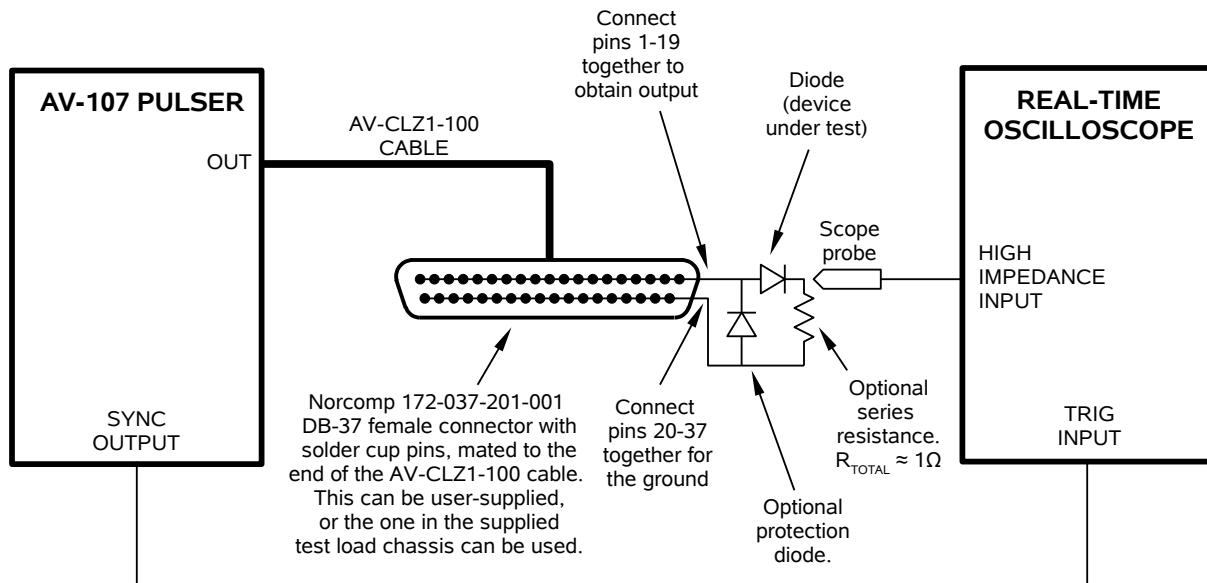 Connect
pins 1-19
together to
obtain output
Diode
(device
under test)
AV-107 PULSER
OUT
AV-CLZ1-100
CABLE
REAL-TIME
OSCILLOSCOPE
Scope
probe
HIGH
IMPEDANCE
INPUT
SYNC
OUTPUT
Norcomp 172-037-201-001
DB-37 female connector with
solder cup pins, mated to the
end of the AV-CLZ1-100 cable.
This can be user-supplied,
or the one in the supplied
test load chassis can be used.
Connect
pins 20-37
together for
the ground
Optional
protection
diode.
Optional
series
resistance.
R_TOTAL ≈ 1Ω
TRIG
INPUT